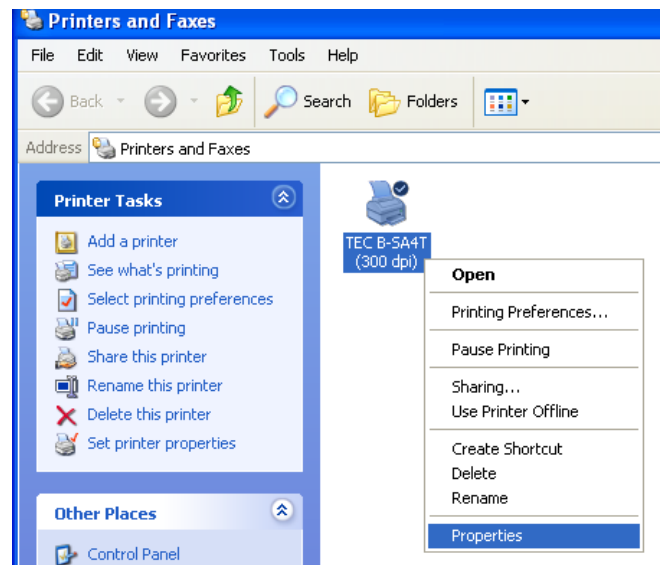 Printers and Faxes
File Edit View Favorites Tools Help
Back Search Folders
Address Printers and Faxes
Printer Tasks
Add a printer
See what's printing
Select printing preferences
Pause printing
Share this printer
Rename this printer
Delete this printer
Set printer properties
Other Places
Control Panel
TEC B-SA4T
(300 dpi)
Open
Printing Preferences...
Pause Printing
Sharing...
Use Printer Offline
Create Shortcut
Delete
Rename
Properties